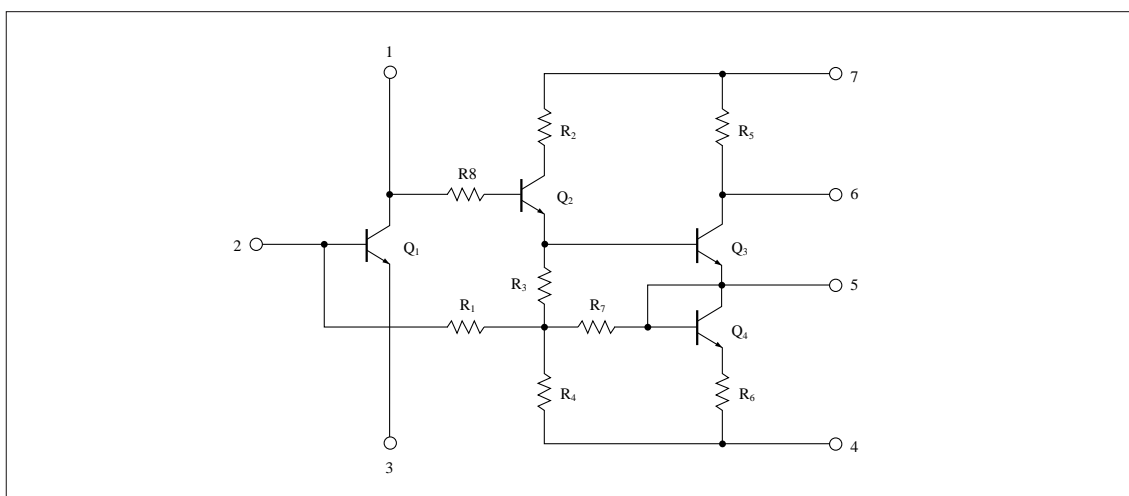 1
7
R₂
R₅
R8
Q₂
6
2
Q₁
Q₃
R₃
5
R₁
R₇
Q₄
R₄
R₆
3
4